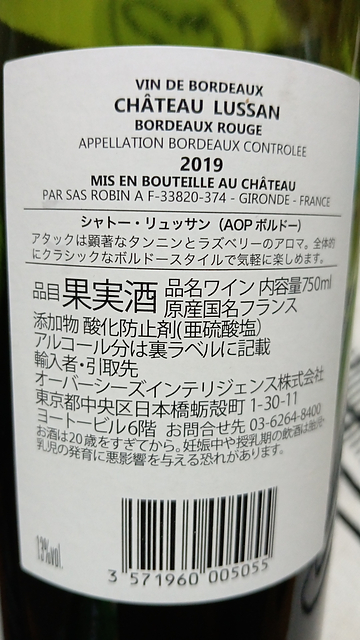 VIN DE BORDEAUX
CHÂTEAU LUSSAN
BORDEAUX ROUGE
APPELLATION BORDEAUX CONTROLEE
2019
MIS EN BOUTEILLE AU CHÂTEAU
PAR SAS ROBIN A F-33820-374 - GIRONDE - FRANCE
シャトー・リュッサン（AOP ボルドー）
アタックは顕著なタンニンとラズベリーのアロマ。全体的
にクラシックなボルドースタイルで気軽に楽しめます。
品目果実酒 品名ワイン 内容量750ml
原産国名フランス
添加物 酸化防止剤(亜硫酸塩)
アルコール分は裏ラベルに記載
輸入者・引取先
オーバーシーズインテリジェンス株式会社
東京都中央区日本橋蛎殻町 1-30-11
ヨートービル6階 お問合せ先 03-6264-8400
お酒は20歳をすぎてから。妊娠中や授乳期の飲酒は胎児・
乳児の発育に悪影響を与える恐れがあります。
13%vol.
3 571960 005055